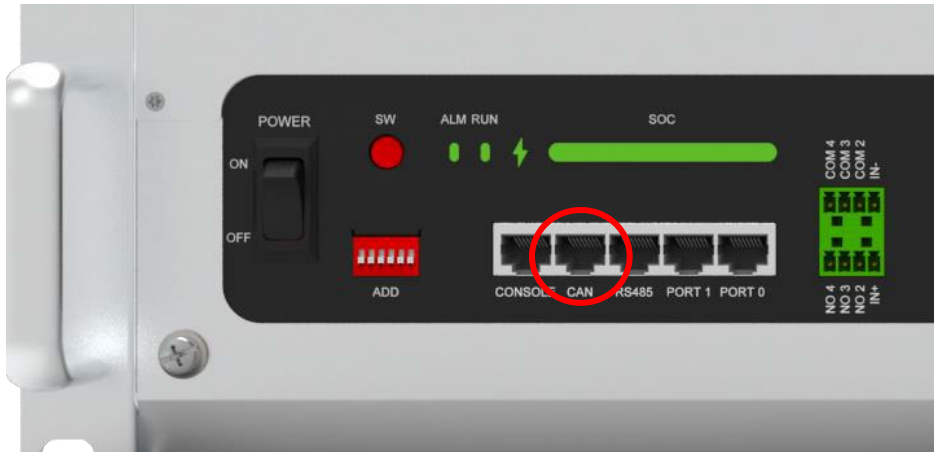 POWER
SW
ALM RUN
SOC
ON
OFF
ADD
CONSOLE CAN RS485 PORT 1 PORT 0
COM 4
COM 3
COM 2
IN-
NO 4
NO 3
NO 2
IN+